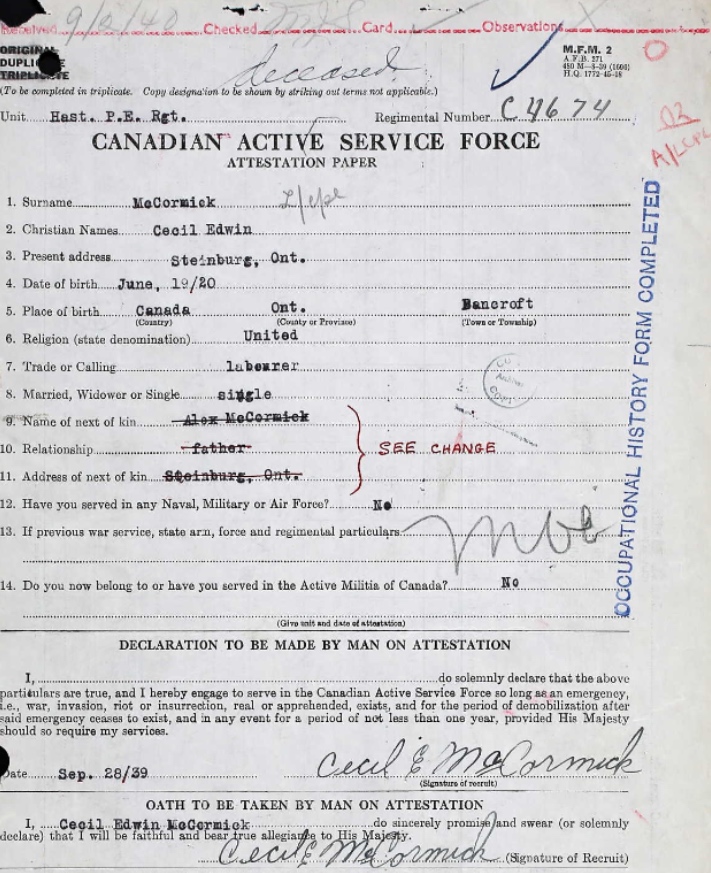 Received 9/2/40 Checked Card Observations X
ORIGINAL
DUPLICATE
TRIPLICATE
deceased.
M.F.M. 2
A.F.B. 271
H.Q. 1772-45-18
(To be completed in triplicate. Copy designation to be shown by striking out terms not applicable.)
Unit Hast. P.E. Rgt. Regimental Number C 4674
CANADIAN ACTIVE SERVICE FORCE
ATTESTATION PAPER
1. Surname McCormick L/cpl
2. Christian Names Cecil Edwin
3. Present address Steinburg, Ont.
4. Date of birth June, 19/20
5. Place of birth Canada Ont. Bancroft
(Country) (County or Province) (Town or Township)
6. Religion (state denomination) United
7. Trade or Calling labourer
8. Married, Widower or Single single
9. Name of next of kin Alex McCormick
10. Relationship father SEE CHANGE
11. Address of next of kin Steinburg, Ont.
12. Have you served in any Naval, Military or Air Force? No
13. If previous war service, state arm, force and regimental particulars
14. Do you now belong to or have you served in the Active Militia of Canada? No
(Give unit and date of attestation)
OCCUPATIONAL HISTORY FORM COMPLETED
DECLARATION TO BE MADE BY MAN ON ATTESTATION
I, do solemnly declare that the above
particulars are true, and I hereby engage to serve in the Canadian Active Service Force so long as an emergency,
i.e., war, invasion, riot or insurrection, real or apprehended, exists, and for the period of demobilization after
said emergency ceases to exist, and in any event for a period of not less than one year, provided His Majesty
should so require my services.
Date Sep. 28/39 Cecil E McCormick
(Signature of recruit)
OATH TO BE TAKEN BY MAN ON ATTESTATION
I, Cecil Edwin McCormick do sincerely promise and swear (or solemnly
declare) that I will be faithful and bear true allegiance to His Majesty.
Cecil E McCormick (Signature of Recruit)